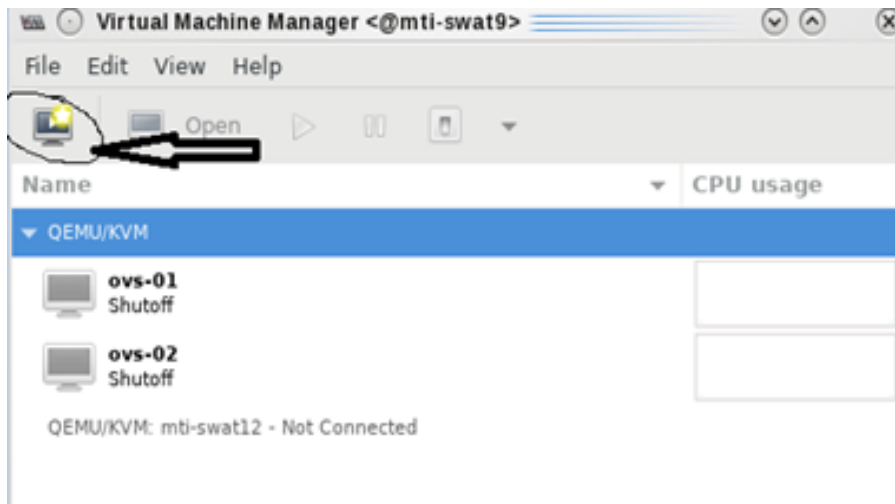 Virtual Machine Manager <@mti-swat9>
File Edit View Help
Open
Name CPU usage
QEMU/KVM
ovs-01
Shutoff
ovs-02
Shutoff
QEMU/KVM: mti-swat12 - Not Connected